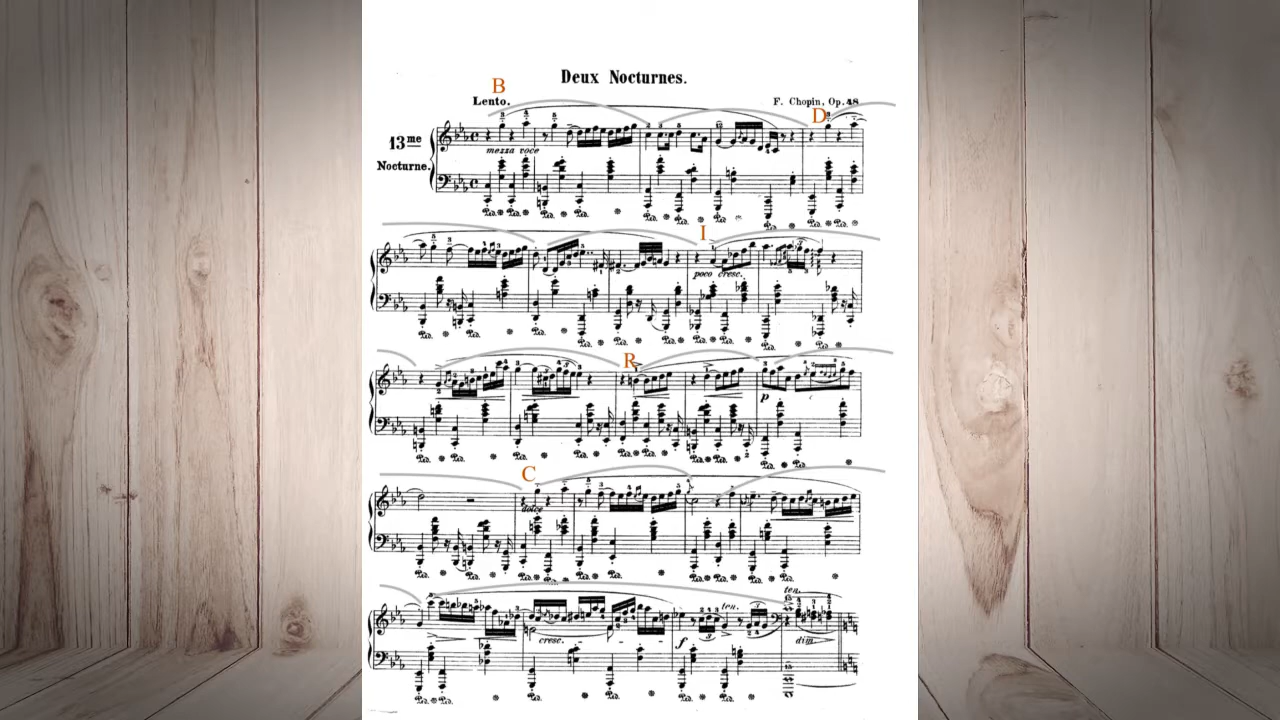 Deux Nocturnes.
B
Lento.
F. Chopin, Op. 48
D
13me
Nocturne.
mezza voce
I
poco cresc.
R
p
C
dolce
ten.
ten.
cresc.
f
dim.